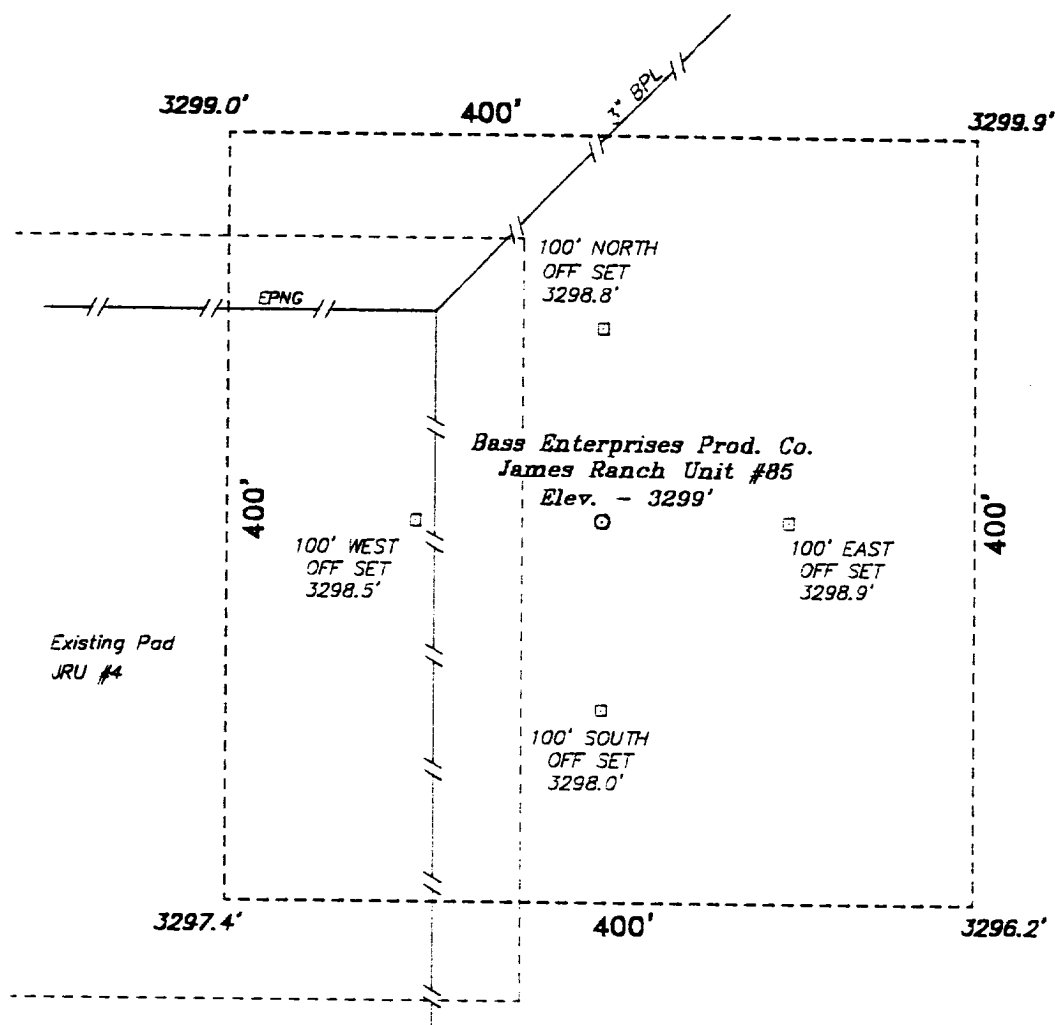 3299.0'
400'
3" BPL
3299.9'
100' NORTH
OFF SET
3298.8'
EPNG
Bass Enterprises Prod. Co.
James Ranch Unit #85
Elev. - 3299'
400'
100' WEST
OFF SET
3298.5'
100' EAST
OFF SET
3298.9'
400'
Existing Pad
JRU #4
100' SOUTH
OFF SET
3298.0'
3297.4'
400'
3296.2'